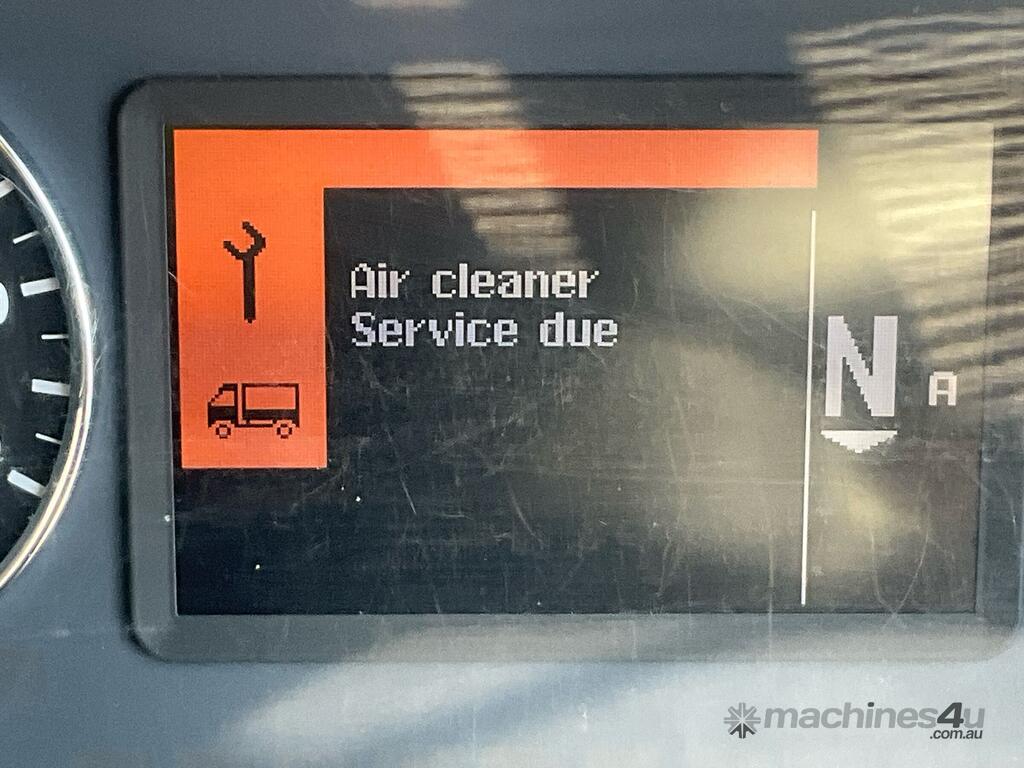 Air cleaner
Service due
N
A
machines4u
.com.au